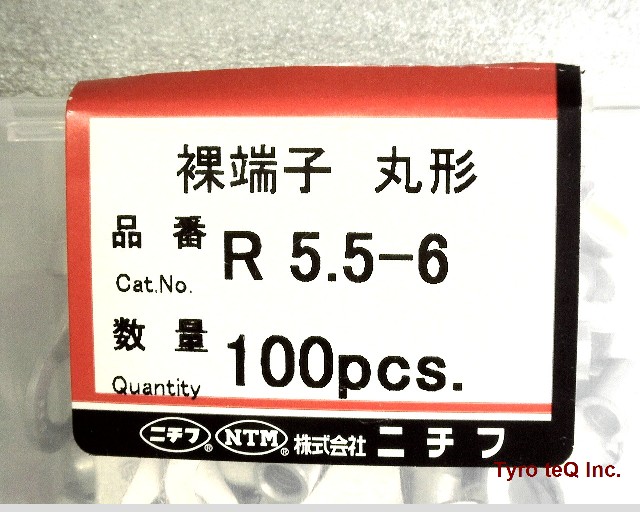 裸端子 丸形
品 番
Cat.No.
R 5.5-6
数 量
Quantity
100pcs.
ニチフ® NTM® 株式会社 ニチフ
Tyro teQ Inc.